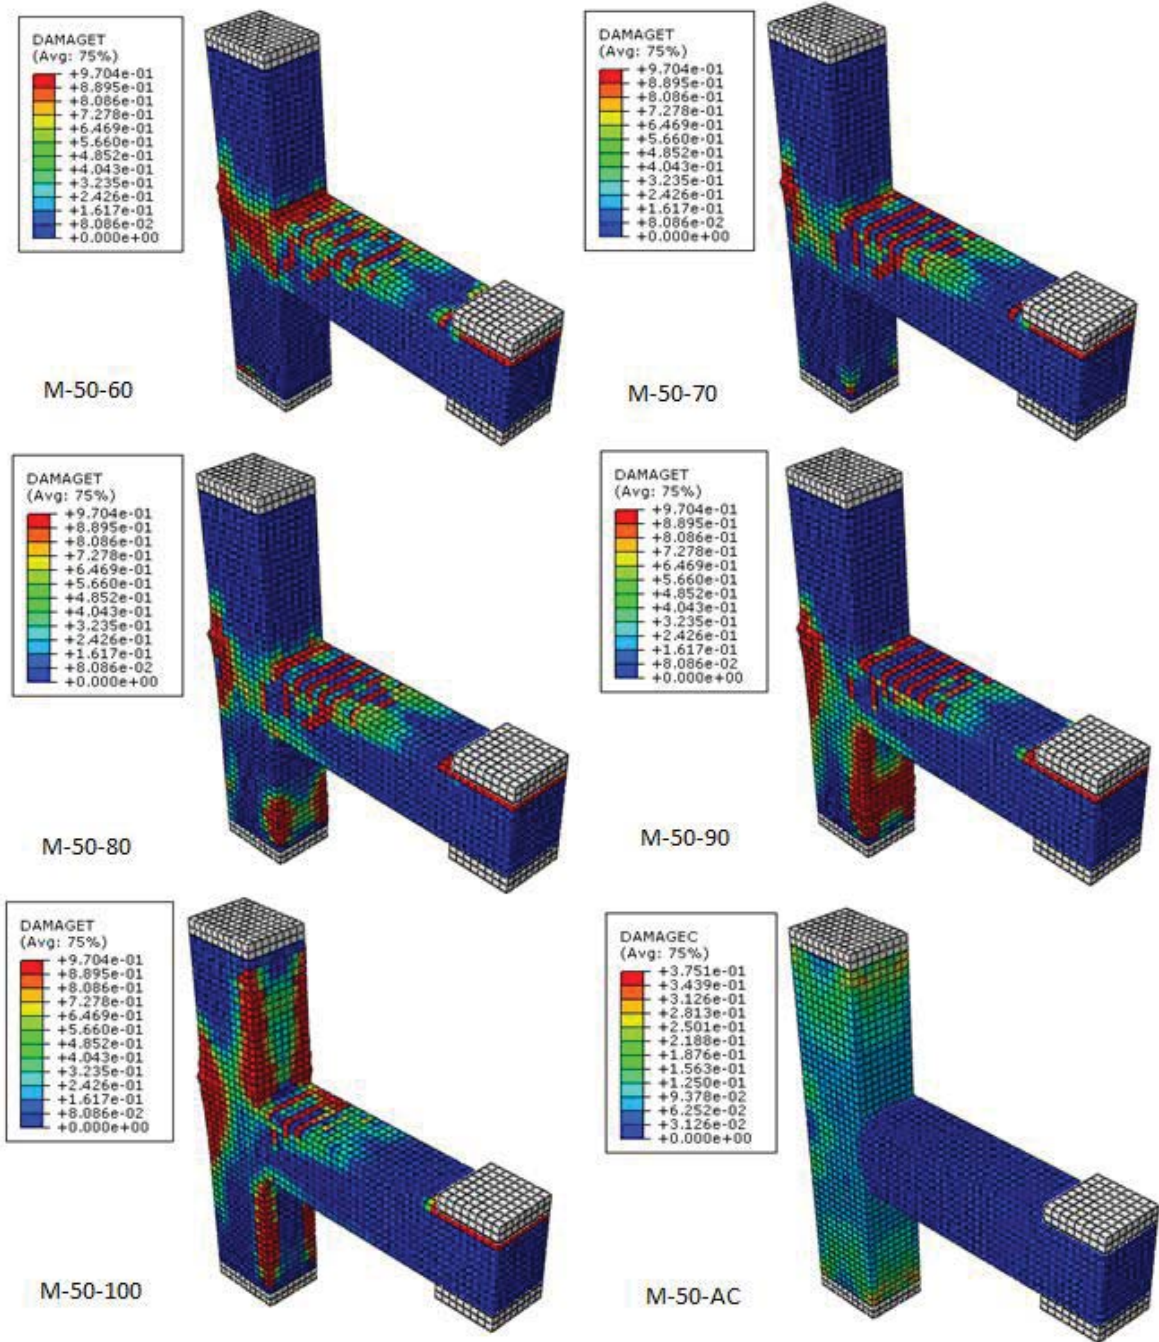 DAMAGET
(Avg: 75%)
+9.704e-01
+8.895e-01
+8.086e-01
+7.278e-01
+6.469e-01
+5.660e-01
+4.852e-01
+4.043e-01
+3.235e-01
+2.426e-01
+1.617e-01
+8.086e-02
+0.000e+00
M-50-60
DAMAGET
(Avg: 75%)
+9.704e-01
+8.895e-01
+8.086e-01
+7.278e-01
+6.469e-01
+5.660e-01
+4.852e-01
+4.043e-01
+3.235e-01
+2.426e-01
+1.617e-01
+8.086e-02
+0.000e+00
M-50-70
DAMAGET
(Avg: 75%)
+9.704e-01
+8.895e-01
+8.086e-01
+7.278e-01
+6.469e-01
+5.660e-01
+4.852e-01
+4.043e-01
+3.235e-01
+2.426e-01
+1.617e-01
+8.086e-02
+0.000e+00
M-50-80
DAMAGET
(Avg: 75%)
+9.704e-01
+8.895e-01
+8.086e-01
+7.278e-01
+6.469e-01
+5.660e-01
+4.852e-01
+4.043e-01
+3.235e-01
+2.426e-01
+1.617e-01
+8.086e-02
+0.000e+00
M-50-90
DAMAGET
(Avg: 75%)
+9.704e-01
+8.895e-01
+8.086e-01
+7.278e-01
+6.469e-01
+5.660e-01
+4.852e-01
+4.043e-01
+3.235e-01
+2.426e-01
+1.617e-01
+8.086e-02
+0.000e+00
M-50-100
DAMAGEC
(Avg: 75%)
+3.751e-01
+3.439e-01
+3.126e-01
+2.813e-01
+2.501e-01
+2.188e-01
+1.876e-01
+1.563e-01
+1.250e-01
+9.378e-02
+6.252e-02
+3.126e-02
+0.000e+00
M-50-AC